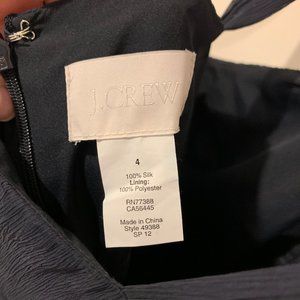 J.CREW
4
100% Silk
Lining:
100% Polyester
RN77388
CA56445
Made in China
Style 49388
SP 12